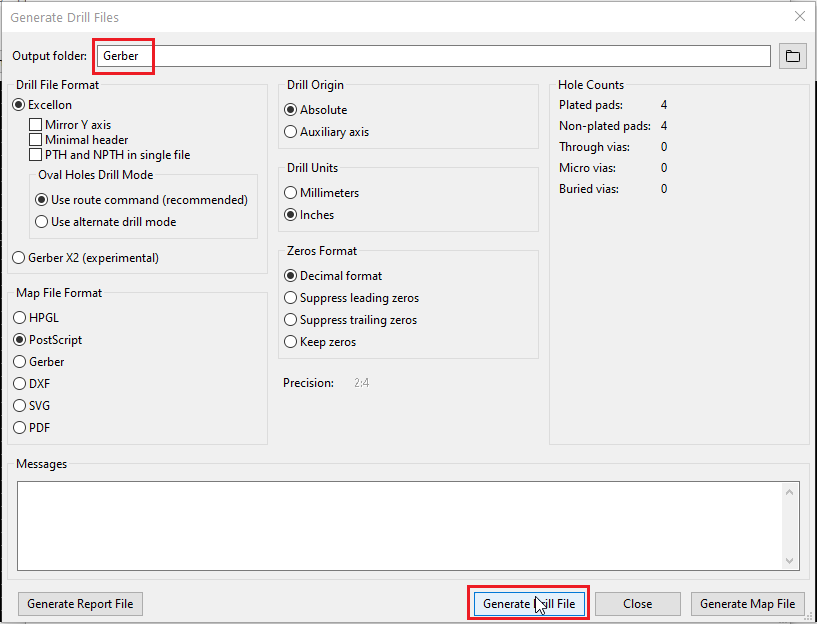 Generate Drill Files
Output folder: Gerber
Drill File Format
Excellon
Mirror Y axis
Minimal header
PTH and NPTH in single file
Oval Holes Drill Mode
Use route command (recommended)
Use alternate drill mode
Gerber X2 (experimental)
Map File Format
HPGL
PostScript
Gerber
DXF
SVG
PDF
Drill Origin
Absolute
Auxiliary axis
Drill Units
Millimeters
Inches
Zeros Format
Decimal format
Suppress leading zeros
Suppress trailing zeros
Keep zeros
Precision: 2:4
Hole Counts
Plated pads: 4
Non-plated pads: 4
Through vias: 0
Micro vias: 0
Buried vias: 0
Messages
Generate Report File
Generate Drill File
Close
Generate Map File